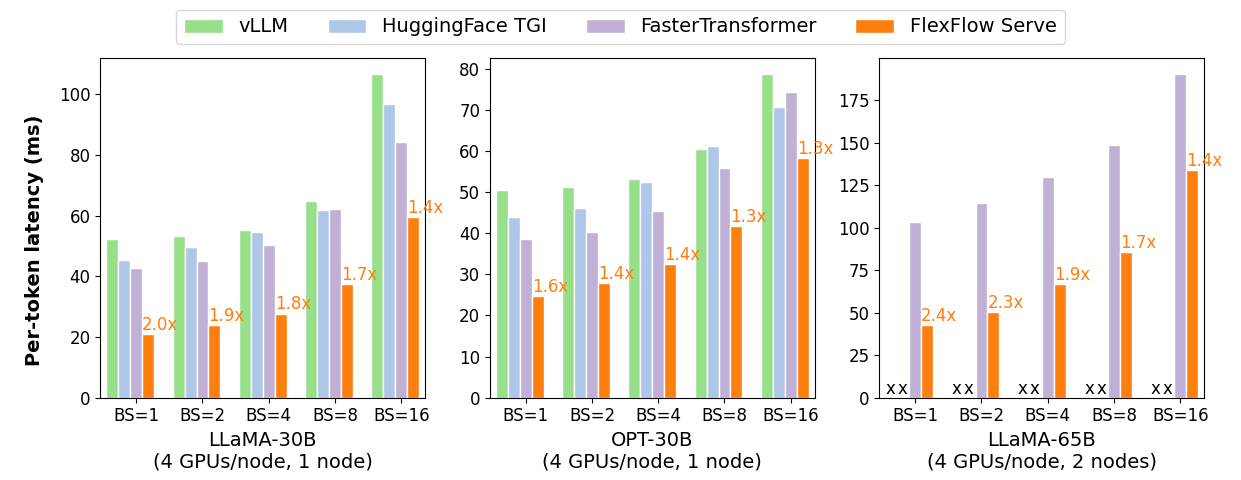 vLLM HuggingFace TGI FasterTransformer FlexFlow Serve
Per-token latency (ms)
100
80
60
40
20
0
2.0x
1.9x
1.8x
1.7x
1.4x
BS=1 BS=2 BS=4 BS=8 BS=16
LLaMA-30B
(4 GPUs/node, 1 node)
80
70
60
50
40
30
20
10
0
1.6x
1.4x
1.4x
1.3x
1.3x
BS=1 BS=2 BS=4 BS=8 BS=16
OPT-30B
(4 GPUs/node, 1 node)
175
150
125
100
75
50
25
0
2.4x
2.3x
1.9x
1.7x
1.4x
x x x x x x x x x x
BS=1 BS=2 BS=4 BS=8 BS=16
LLaMA-65B
(4 GPUs/node, 2 nodes)